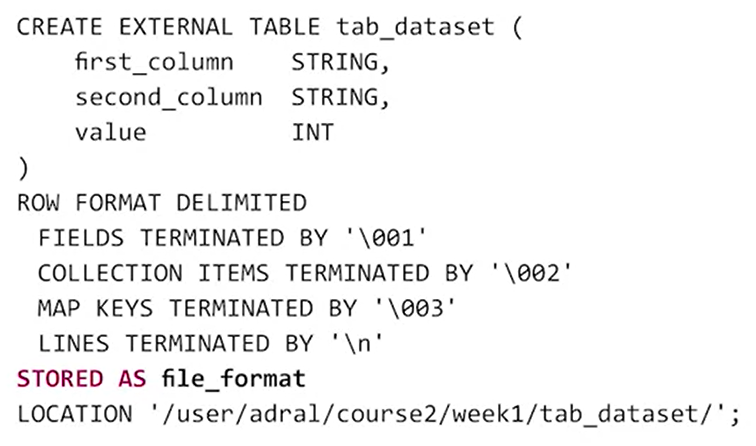 CREATE EXTERNAL TABLE tab_dataset (
first_column STRING,
second_column STRING,
value INT
)
ROW FORMAT DELIMITED
FIELDS TERMINATED BY '\001'
COLLECTION ITEMS TERMINATED BY '\002'
MAP KEYS TERMINATED BY '\003'
LINES TERMINATED BY '\n'
STORED AS file_format
LOCATION '/user/adral/course2/week1/tab_dataset/';